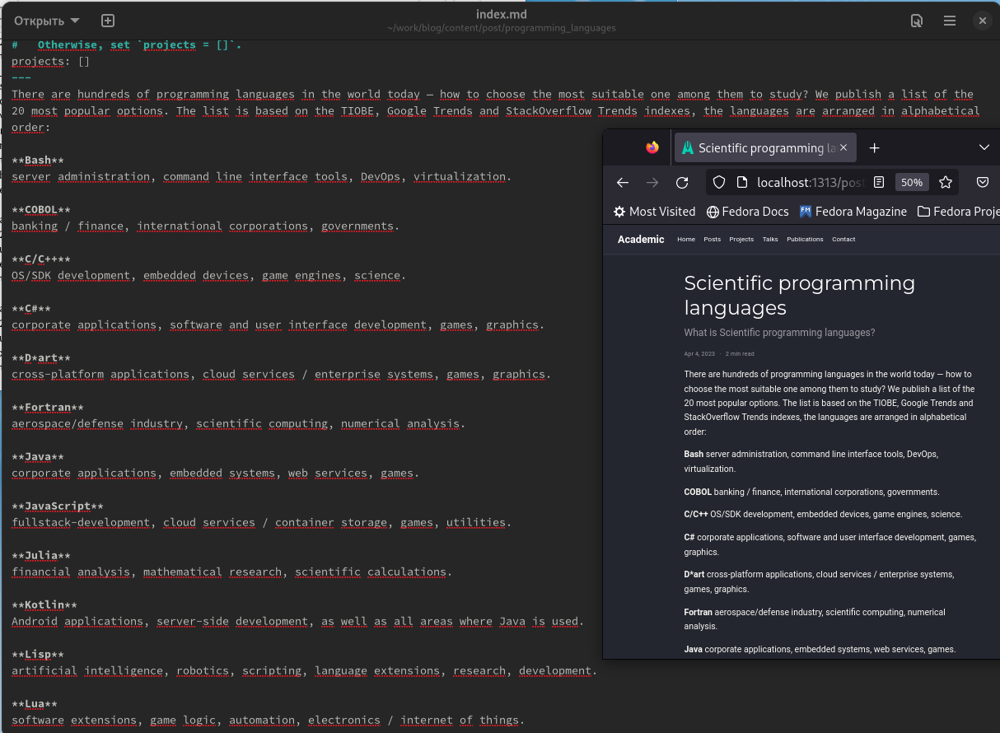 Открыть
index.md
~/work/blog/content/post/programming_languages
#   Otherwise, set `projects = []`.
projects: []
---
There are hundreds of programming languages in the world today — how to choose the most suitable one among them to study? We publish a list of the
20 most popular options. The list is based on the TIOBE, Google Trends and StackOverflow Trends indexes, the languages are arranged in alphabetical
order:
**Bash**
server administration, command line interface tools, DevOps, virtualization.
**COBOL**
banking / finance, international corporations, governments.
**C/C++**
OS/SDK development, embedded devices, game engines, science.
**C#**
corporate applications, software and user interface development, games, graphics.
**D*art**
cross-platform applications, cloud services / enterprise systems, games, graphics.
**Fortran**
aerospace/defense industry, scientific computing, numerical analysis.
**Java**
corporate applications, embedded systems, web services, games.
**JavaScript**
fullstack-development, cloud services / container storage, games, utilities.
**Julia**
financial analysis, mathematical research, scientific calculations.
**Kotlin**
Android applications, server-side development, as well as all areas where Java is used.
**Lisp**
artificial intelligence, robotics, scripting, language extensions, research, development.
**Lua**
software extensions, game logic, automation, electronics / internet of things.
Scientific programming la
localhost:1313/post
50%
Most Visited Fedora Docs Fedora Magazine Fedora Proje
Academic Home Posts Projects Talks Publications Contact
Scientific programming
languages
What is Scientific programming languages?
Apr 4, 2023 · 2 min read
There are hundreds of programming languages in the world today — how to
choose the most suitable one among them to study? We publish a list of the
20 most popular options. The list is based on the TIOBE, Google Trends and
StackOverflow Trends indexes, the languages are arranged in alphabetical
order:
Bash server administration, command line interface tools, DevOps,
virtualization.
COBOL banking / finance, international corporations, governments.
C/C++ OS/SDK development, embedded devices, game engines, science.
C# corporate applications, software and user interface development, games,
graphics.
D*art cross-platform applications, cloud services / enterprise systems,
games, graphics.
Fortran aerospace/defense industry, scientific computing, numerical
analysis.
Java corporate applications, embedded systems, web services, games.